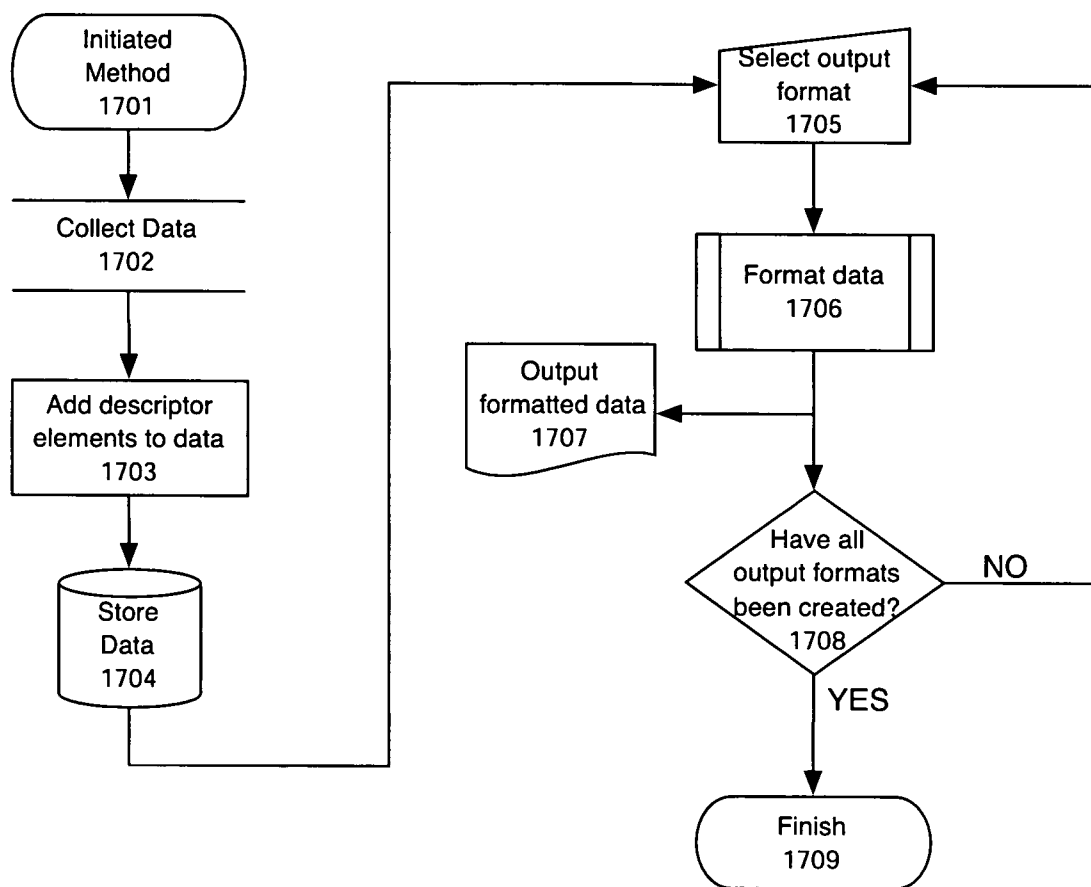 Initiated
Method
1701
Collect Data
1702
Add descriptor
elements to data
1703
Store
Data
1704
Select output
format
1705
Format data
1706
Output
formatted data
1707
Have all
output formats
been created?
1708
NO
YES
Finish
1709